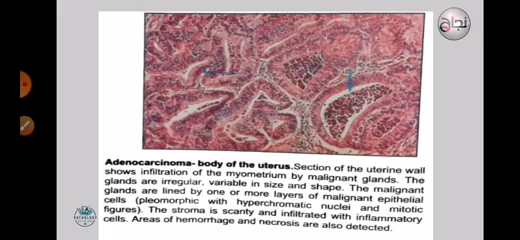 نجاح
Adenocarcinoma- body of the uterus.Section of the uterine wall
shows infiltration of the myometrium by malignant glands. The
glands are irregular, variable in size and shape. The malignant
glands are lined by one or more layers of malignant epithelial
cells (pleomorphic with hyperchromatic nuclei and mitotic
figures). The stroma is scanty and infiltrated with inflammatory
cells. Areas of hemorrhage and necrosis are also detected.
PATHOLOGY